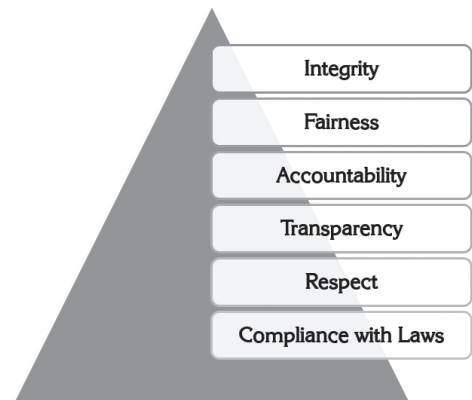 Integrity
Fairness
Accountability
Transparency
Respect
Compliance with Laws